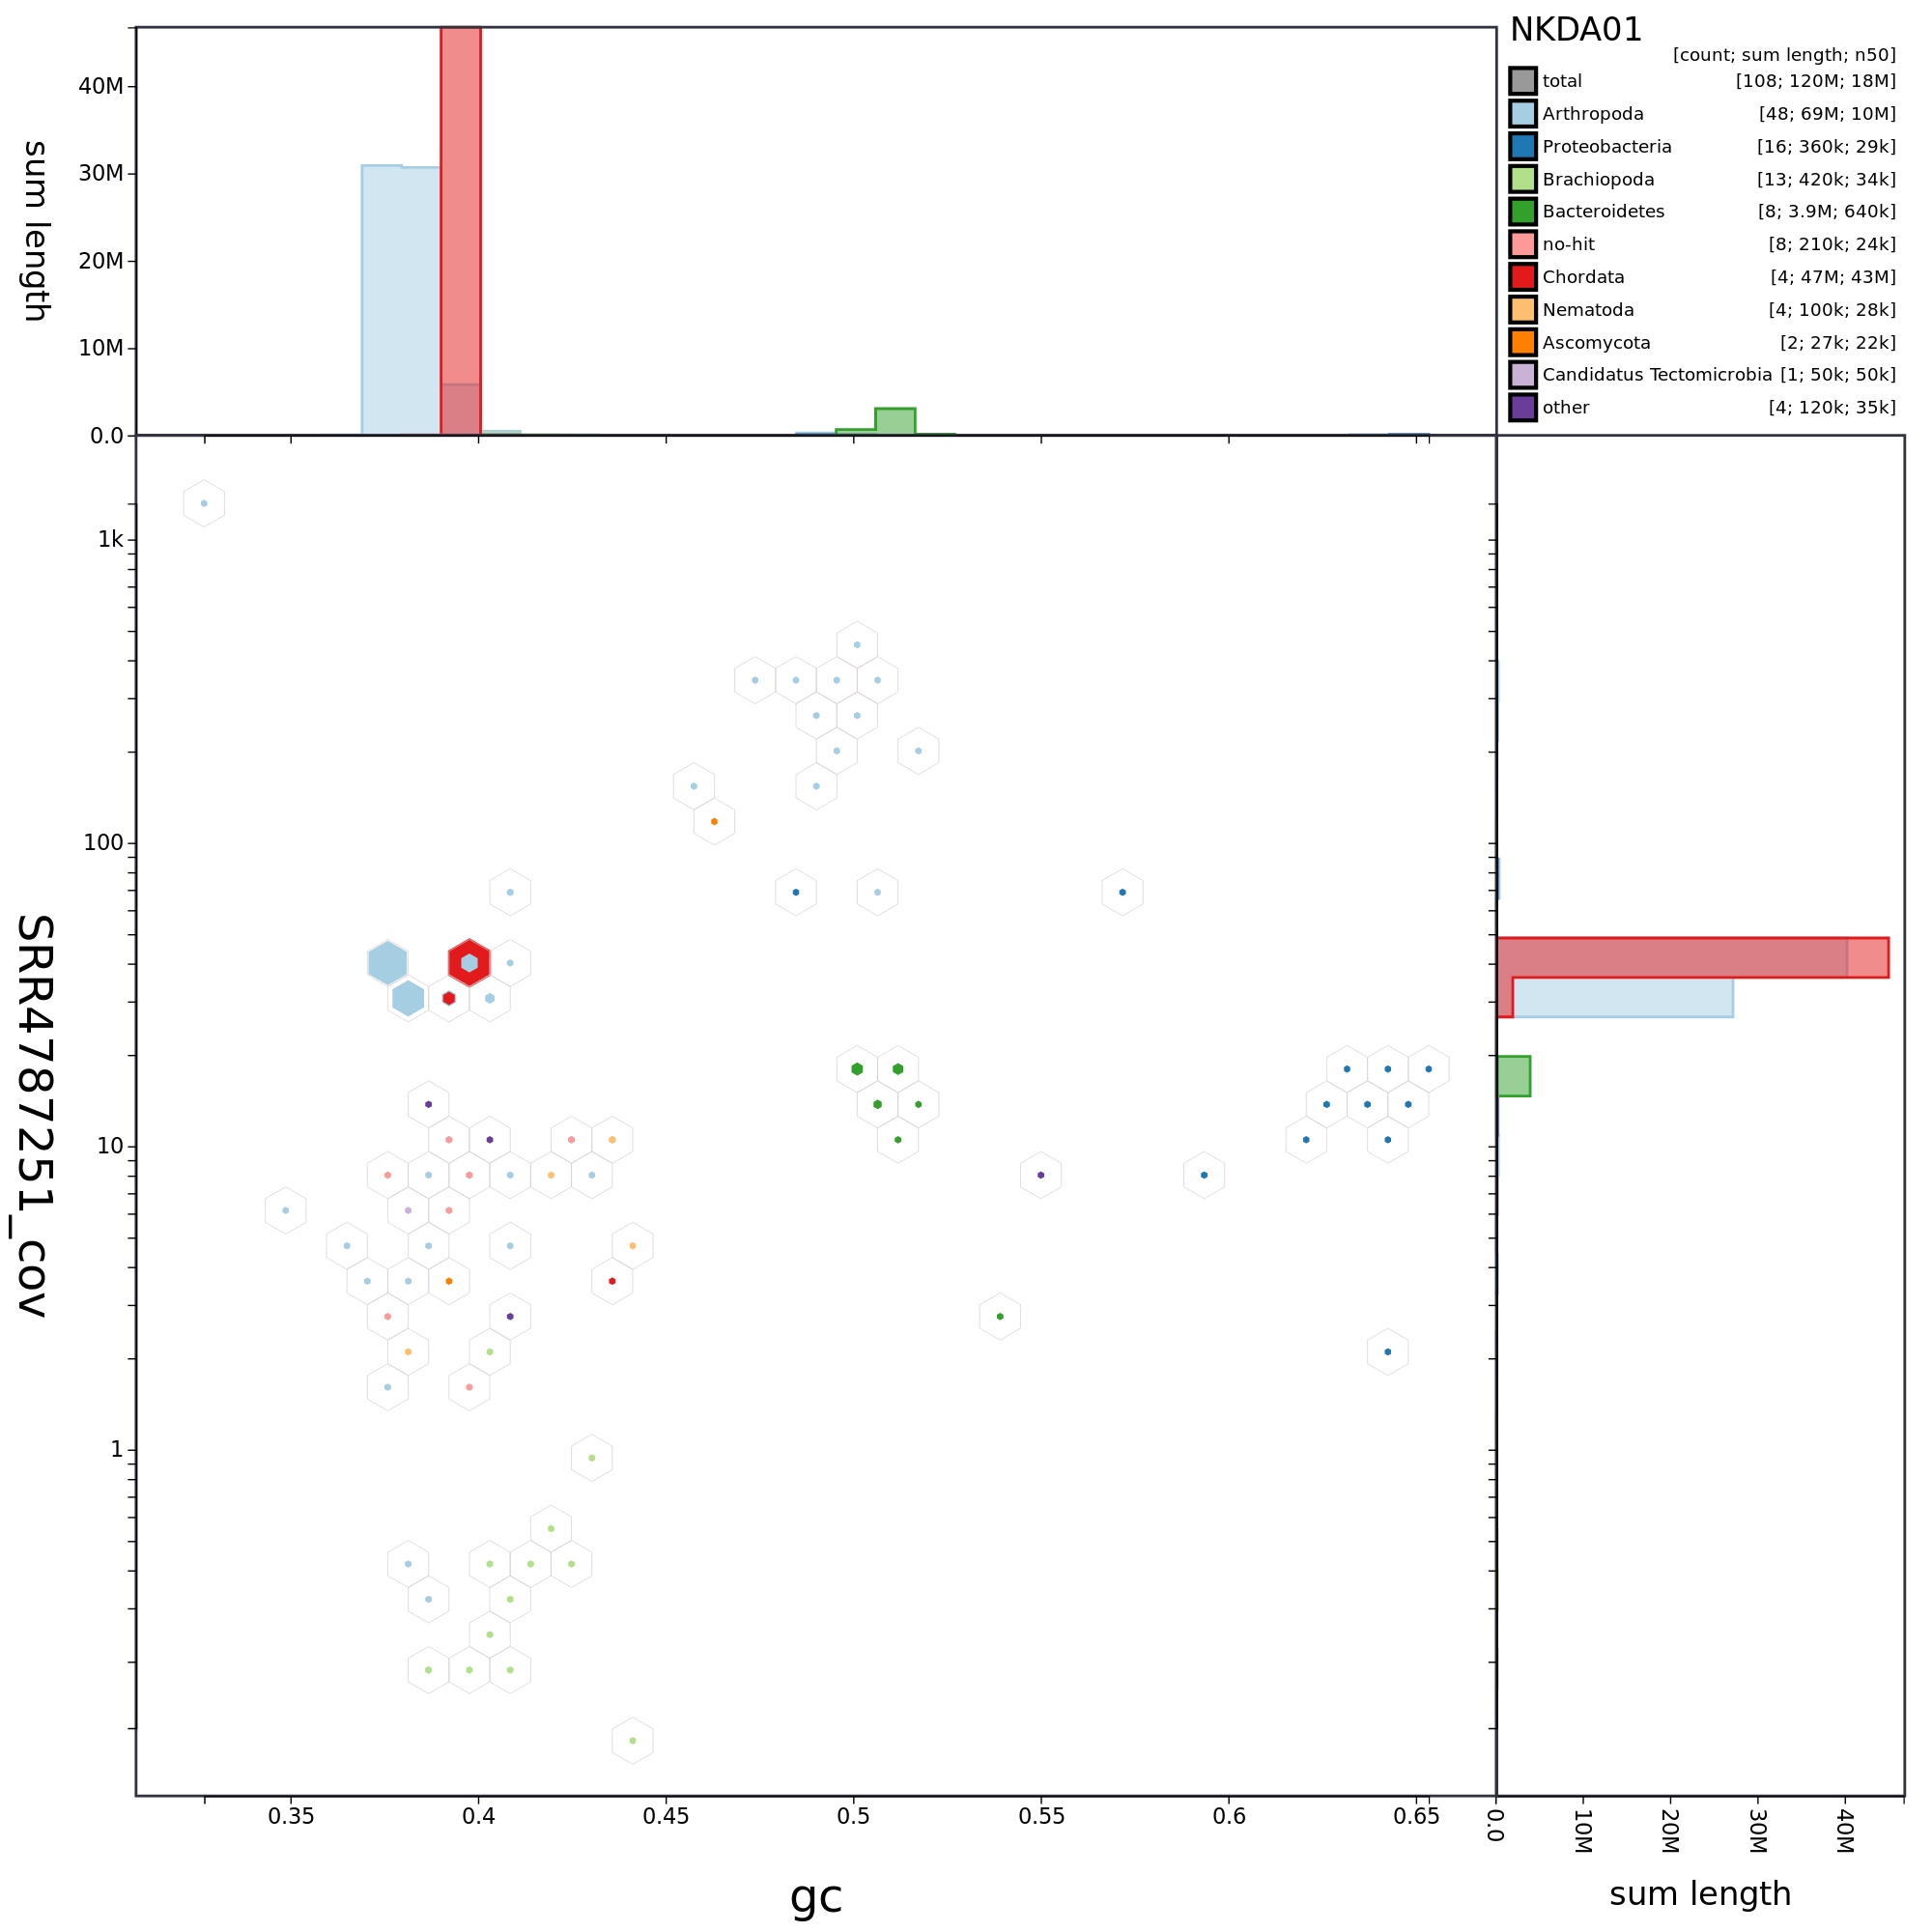 NKDA01
[count; sum length; n50]
total [108; 120M; 18M]
Arthropoda [48; 69M; 10M]
Proteobacteria [16; 360k; 29k]
Brachiopoda [13; 420k; 34k]
Bacteroidetes [8; 3.9M; 640k]
no-hit [8; 210k; 24k]
Chordata [4; 47M; 43M]
Nematoda [4; 100k; 28k]
Ascomycota [2; 27k; 22k]
Candidatus Tectomicrobia [1; 50k; 50k]
other [4; 120k; 35k]
sum length
40M
30M
20M
10M
0.0
SRR4787251_cov
1k
100
10
1
0.35 0.4 0.45 0.5 0.55 0.6 0.65
gc
0.0 10M 20M 30M 40M
sum length